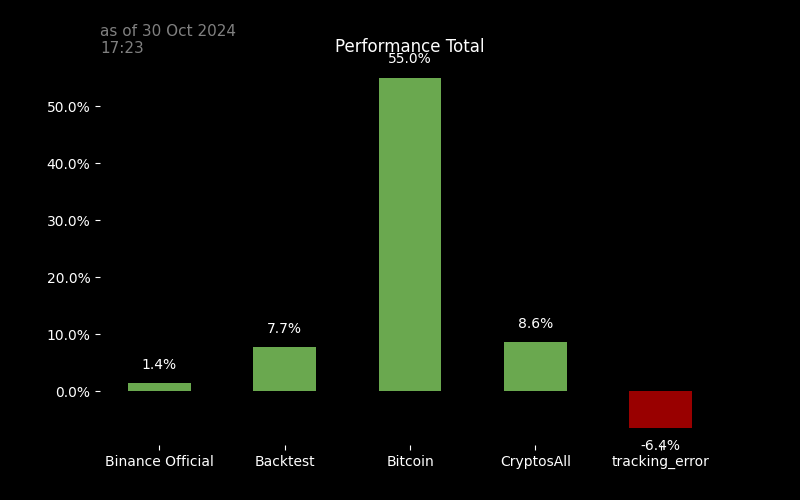 as of 30 Oct 2024
17:23
Performance Total
55.0%
50.0%
40.0%
30.0%
20.0%
10.0%
0.0%
1.4%
7.7%
8.6%
-6.4%
Binance Official
Backtest
Bitcoin
CryptosAll
tracking_error